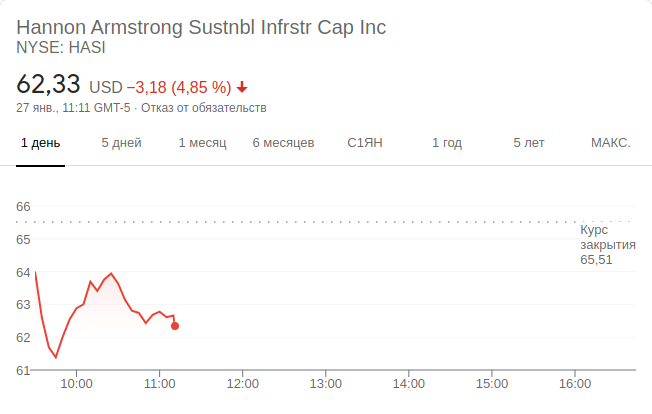 Hannon Armstrong Sustnbl Infrstr Cap Inc
NYSE: HASI
62,33 USD −3,18 (4,85 %)
27 янв., 11:11 GMT-5 · Отказ от обязательств
1 день 5 дней 1 месяц 6 месяцев С1ЯН 1 год 5 лет МАКС.
66
65
64
63
62
61
Курс
закрытия
65,51
10:00 11:00 12:00 13:00 14:00 15:00 16:00